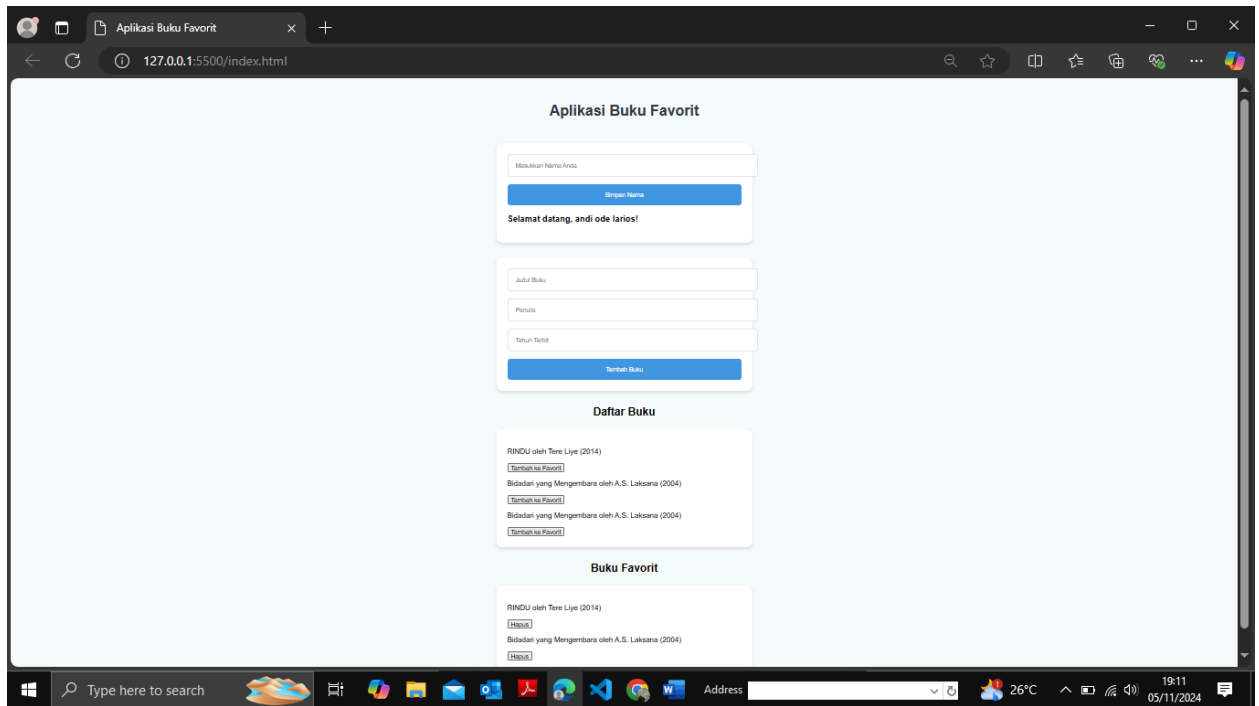 Aplikasi Buku Favorit
127.0.0.1:5500/index.html
Aplikasi Buku Favorit
Masukkan Nama Anda
Simpan Nama
Selamat datang, andi ode larios!
Judul Buku
Penulis
Tahun Terbit
Tambah Buku
Daftar Buku
RINDU oleh Tere Liye (2014)
Tambah ke Favorit
Bidadari yang Mengembara oleh A.S. Laksana (2004)
Tambah ke Favorit
Bidadari yang Mengembara oleh A.S. Laksana (2004)
Tambah ke Favorit
Buku Favorit
RINDU oleh Tere Liye (2014)
Hapus
Bidadari yang Mengembara oleh A.S. Laksana (2004)
Hapus
Type here to search
Address
26°C
19:11
05/11/2024